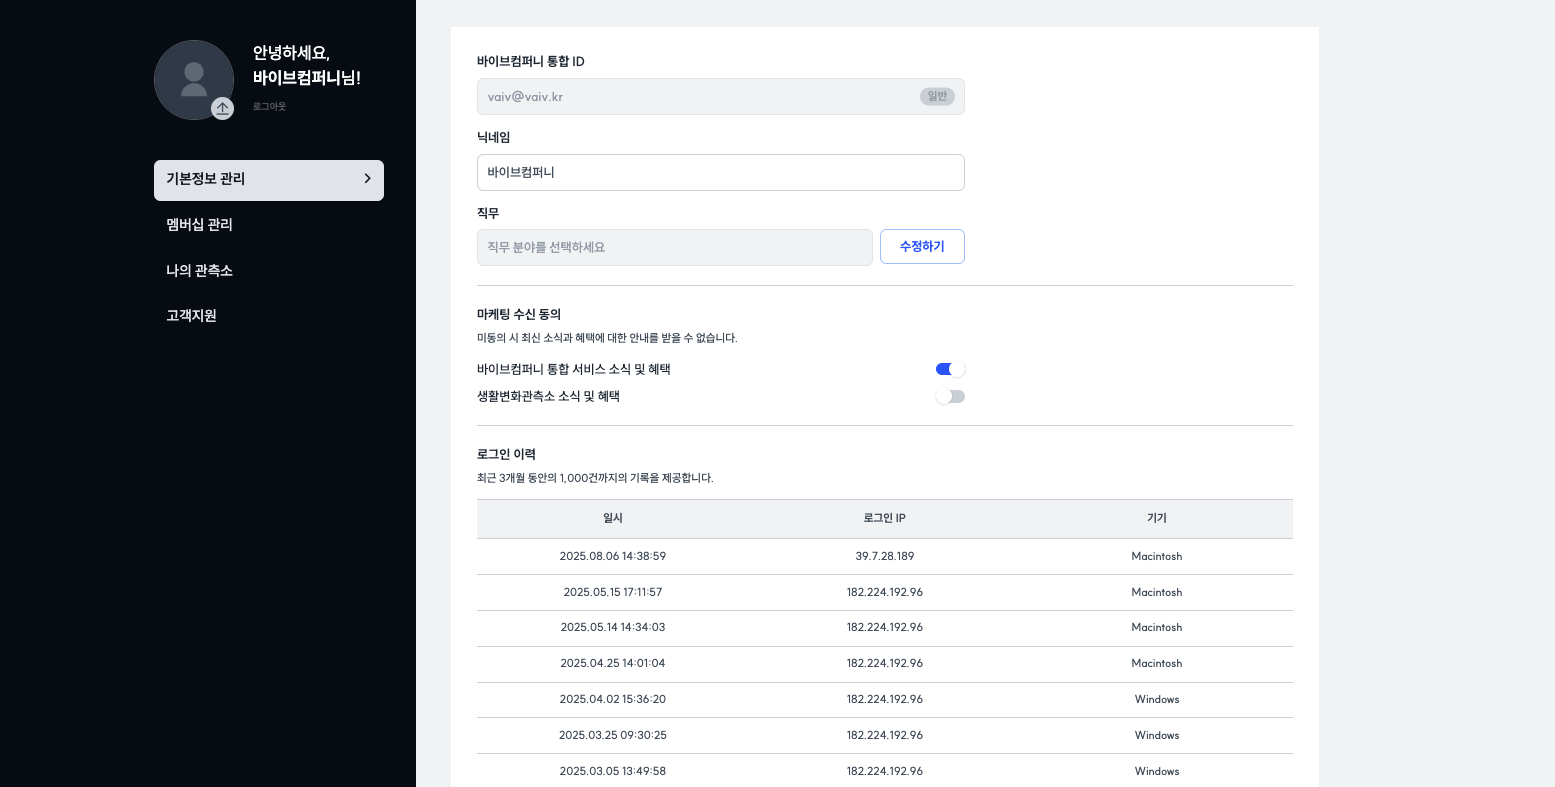 안녕하세요,
바이브컴퍼니님!
로그아웃
기본정보 관리
멤버십 관리
나의 관측소
고객지원
바이브컴퍼니 통합 ID
vaiv@vaiv.kr 일반
닉네임
바이브컴퍼니
직무
직무 분야를 선택하세요 수정하기
마케팅 수신 동의
미동의 시 최신 소식과 혜택에 대한 안내를 받을 수 없습니다.
바이브컴퍼니 통합 서비스 소식 및 혜택
생활변화관측소 소식 및 혜택
로그인 이력
최근 3개월 동안의 1,000건까지의 기록을 제공합니다.
일시 로그인 IP 기기
2025.08.06 14:38:59 39.7.28.189 Macintosh
2025.05.15 17:11:57 182.224.192.96 Macintosh
2025.05.14 14:34:03 182.224.192.96 Macintosh
2025.04.25 14:01:04 182.224.192.96 Macintosh
2025.04.02 15:36:20 182.224.192.96 Windows
2025.03.25 09:30:25 182.224.192.96 Windows
2025.03.05 13:49:58 182.224.192.96 Windows